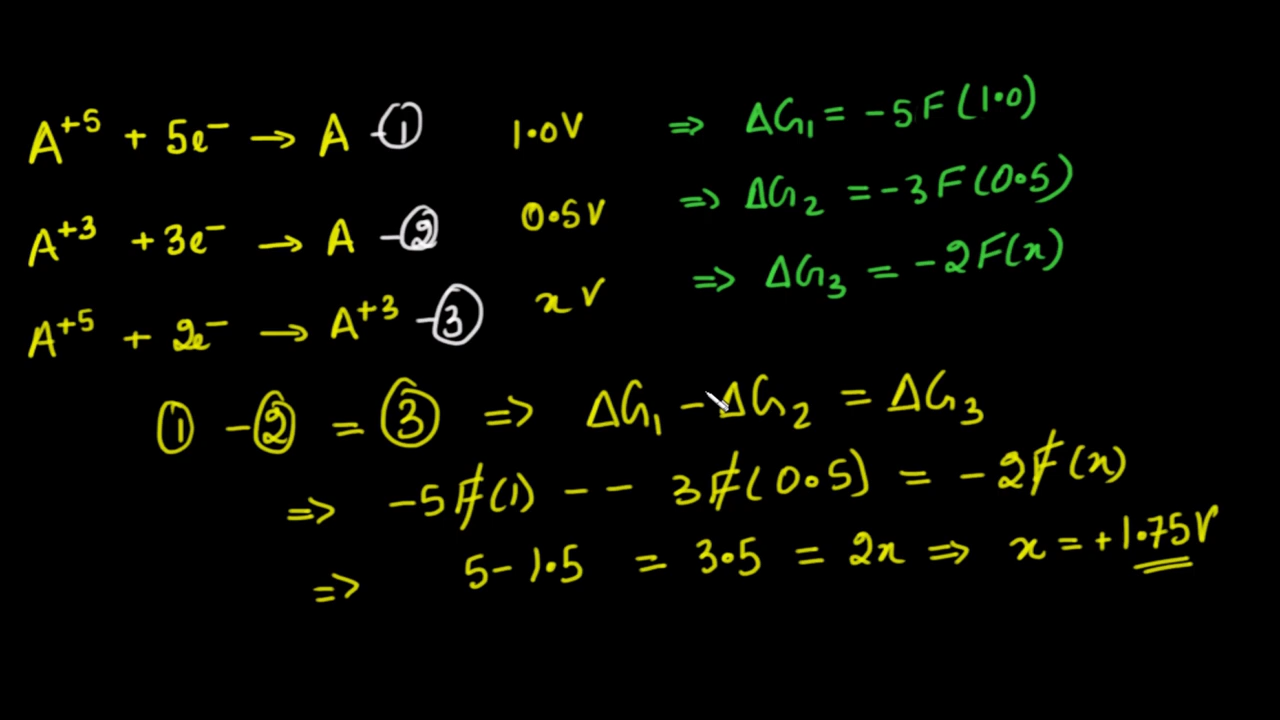 A⁺⁵ + 5e⁻ → A -① 1.0V ⇒ ΔG₁ = -5F(1.0)
A⁺³ + 3e⁻ → A -② 0.5V ⇒ ΔG₂ = -3F(0.5)
A⁺⁵ + 2e⁻ → A⁺³ -③ x V ⇒ ΔG₃ = -2F(x)
① - ② = ③ ⇒ ΔG₁ - ΔG₂ = ΔG₃
⇒ -5F(1) - - 3F(0.5) = -2F(x)
⇒ 5-1.5 = 3.5 = 2x ⇒ x = +1.75V